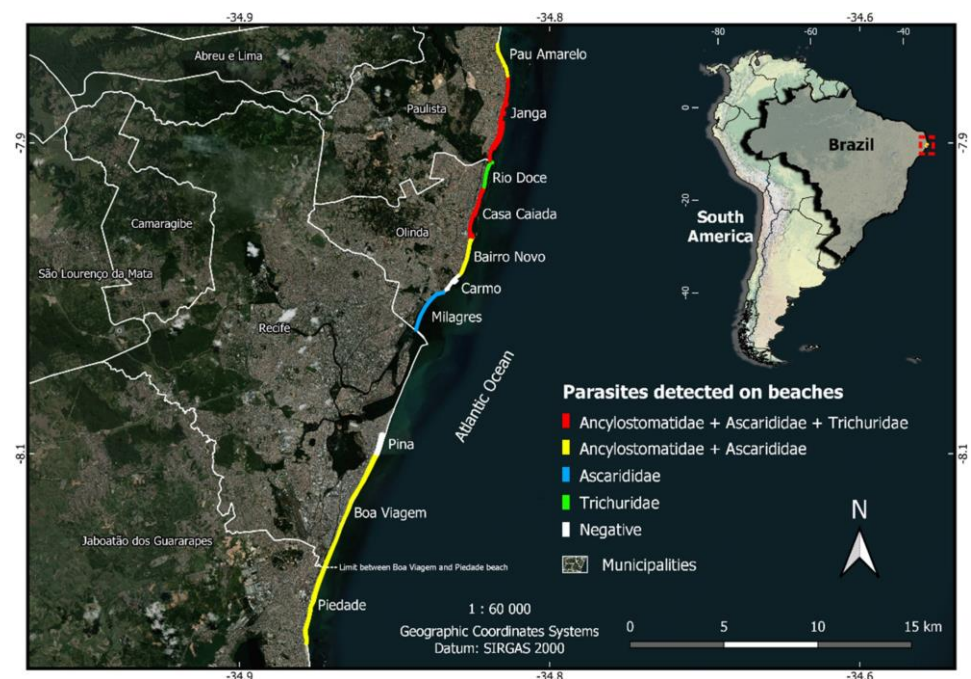 -34.9
-34.8
-34.6
Pau Amarelo
Abreu e Lima
Paulista
Janga
-7.9
Rio Doce
Camaragibe
Casa Caiada
Olinda
Bairro Novo
São Lourenço da Mata
Carmo
Milagres
Recife
Atlantic Ocean
Pina
-8.1
Boa Viagem
Jaboatão dos Guararapes
Limit between Boa Viagem and Piedade beach
Piedade
-80
-60
-40
0
Brazil
-7.9
-20
South
America
-40
Parasites detected on beaches
Ancylostomatidae + Ascarididae + Trichuridae
Ancylostomatidae + Ascarididae
-8.1
Ascarididae
Trichuridae
Negative
N
Municipalities
1 : 60 000
Geographic Coordinates Systems
Datum: SIRGAS 2000
0 5 10 15 km
-34.9
-34.8
-34.6